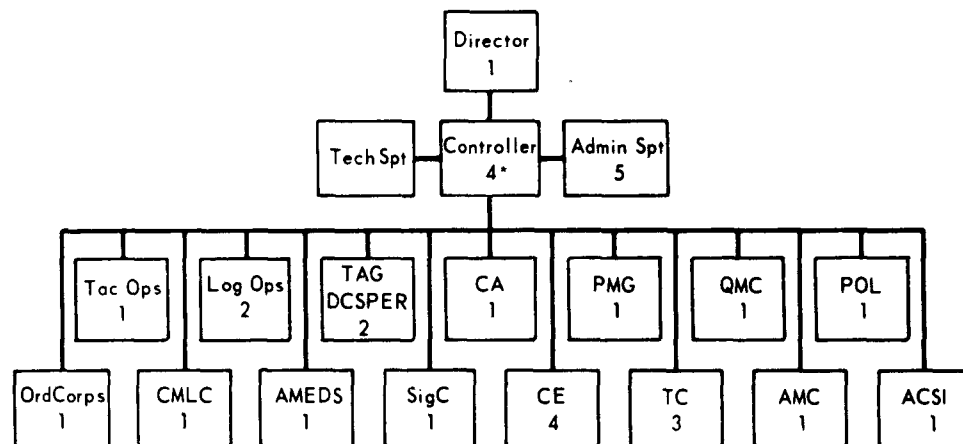 Director
1
Tech Spt
Controller
4*
Admin Spt
5
Tac Ops
1
Log Ops
2
TAG
DCSPER
2
CA
1
PMG
1
QMC
1
POL
1
OrdCorps
1
CMLC
1
AMEDS
1
SigC
1
CE
4
TC
3
AMC
1
ACSI
1